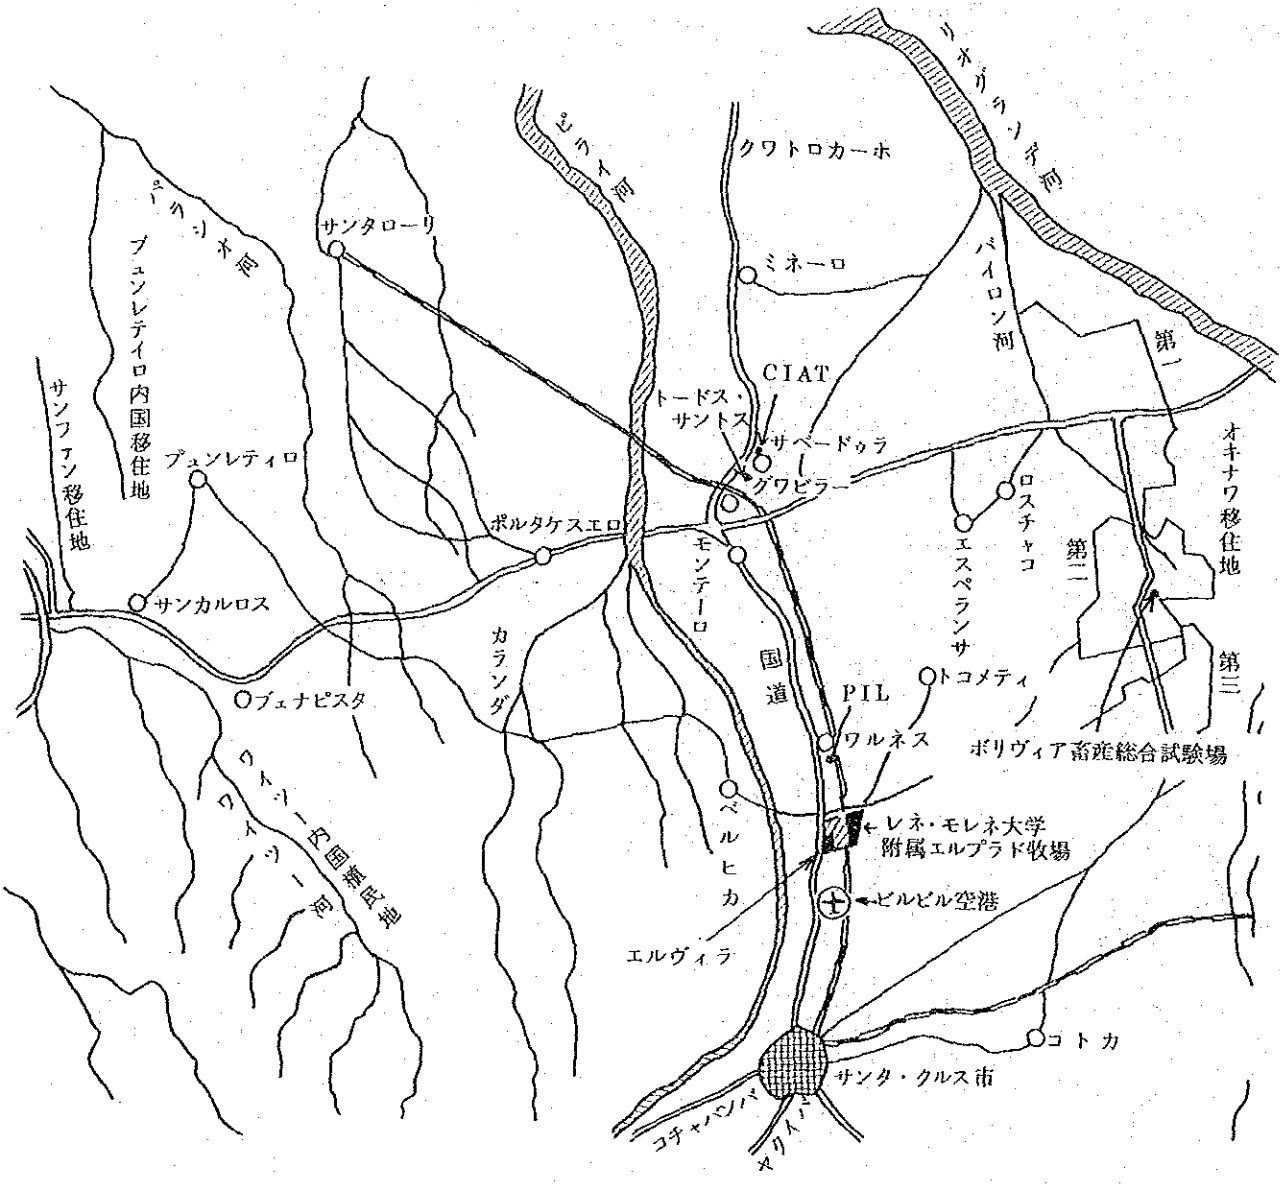 リオグランデ河
ピライ河
クワトロカーホ
パラシオ河
サンタローリ
プェンレテイロ内国移住地
ミネーロ
バイロン河
第一
サンファン移住地
CIAT
トードス・
サントス
サベードゥラ
オキナワ移住地
プェンレティロ
グワビラー
ロスチャコ
ポルタケスエロ
モンテーロ
エスペランサ
第二
サンカルロス
カランダ
国道
第三
トコメティ
ブェナビスタ
PIL
ワルネス
ボリヴィア畜産総合試験場
ワイツー内国植民地
ワイツー河
ベルヒカ
←レネ・モレネ大学
附属エルプラド牧場
←ビルビル空港
エルヴィラ
コトカ
サンタ・クルス市
コチャバンバ